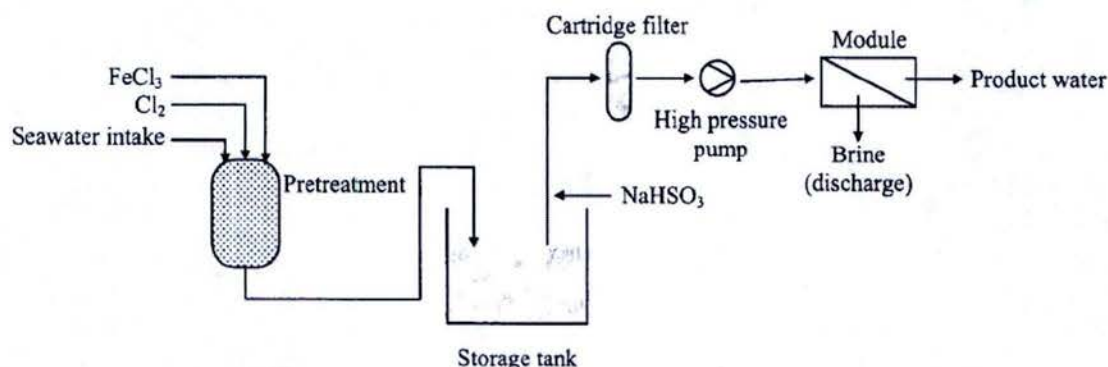 Cartridge filter
Module
FeCl₃
Cl₂
Seawater intake
Product water
High pressure
pump
Pretreatment
Brine
(discharge)
NaHSO₃
Storage tank